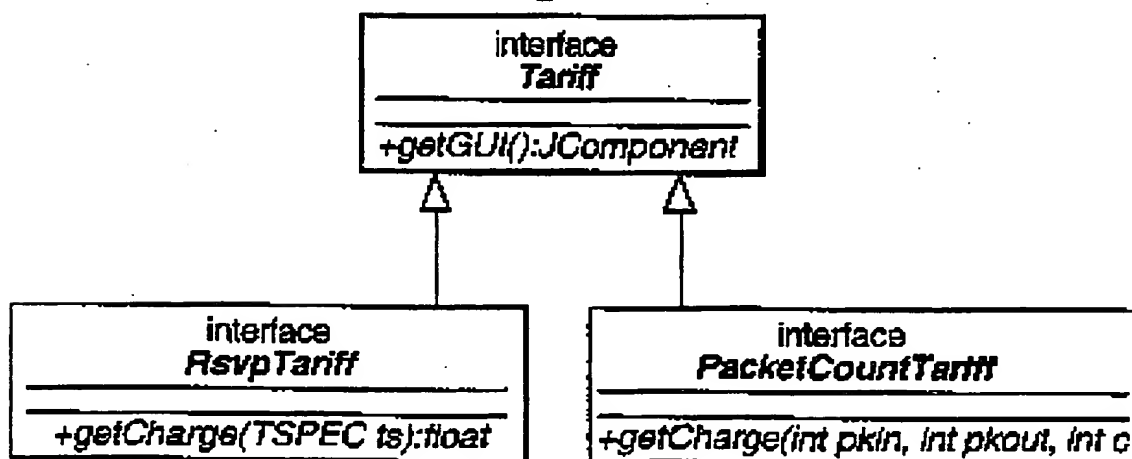 interface
Tariff
+getGUI():JComponent
interface
RsvpTariff
+getCharge(TSPEC ts):float
interface
PacketCountTariff
+getCharge(int pkin, int pkout, int c